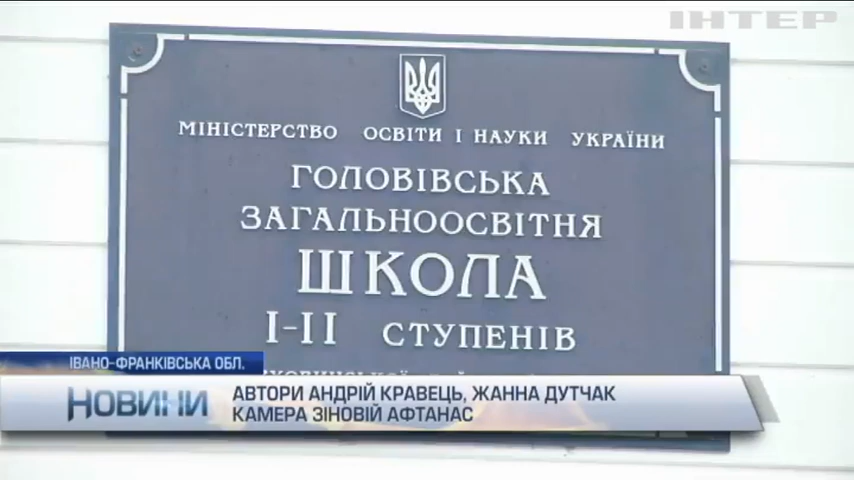 ІНТЕР
МІНІСТЕРСТВО ОСВІТИ І НАУКИ УКРАЇНИ
ГОЛОВІВСЬКА
ЗАГАЛЬНООСВІТНЯ
ШКОЛА
І-ІІ СТУПЕНІВ
ІВАНО-ФРАНКІВСЬКА ОБЛ.
НОВИНИ
АВТОРИ АНДРІЙ КРАВЕЦЬ, ЖАННА ДУТЧАК
КАМЕРА ЗІНОВІЙ АФТАНАС